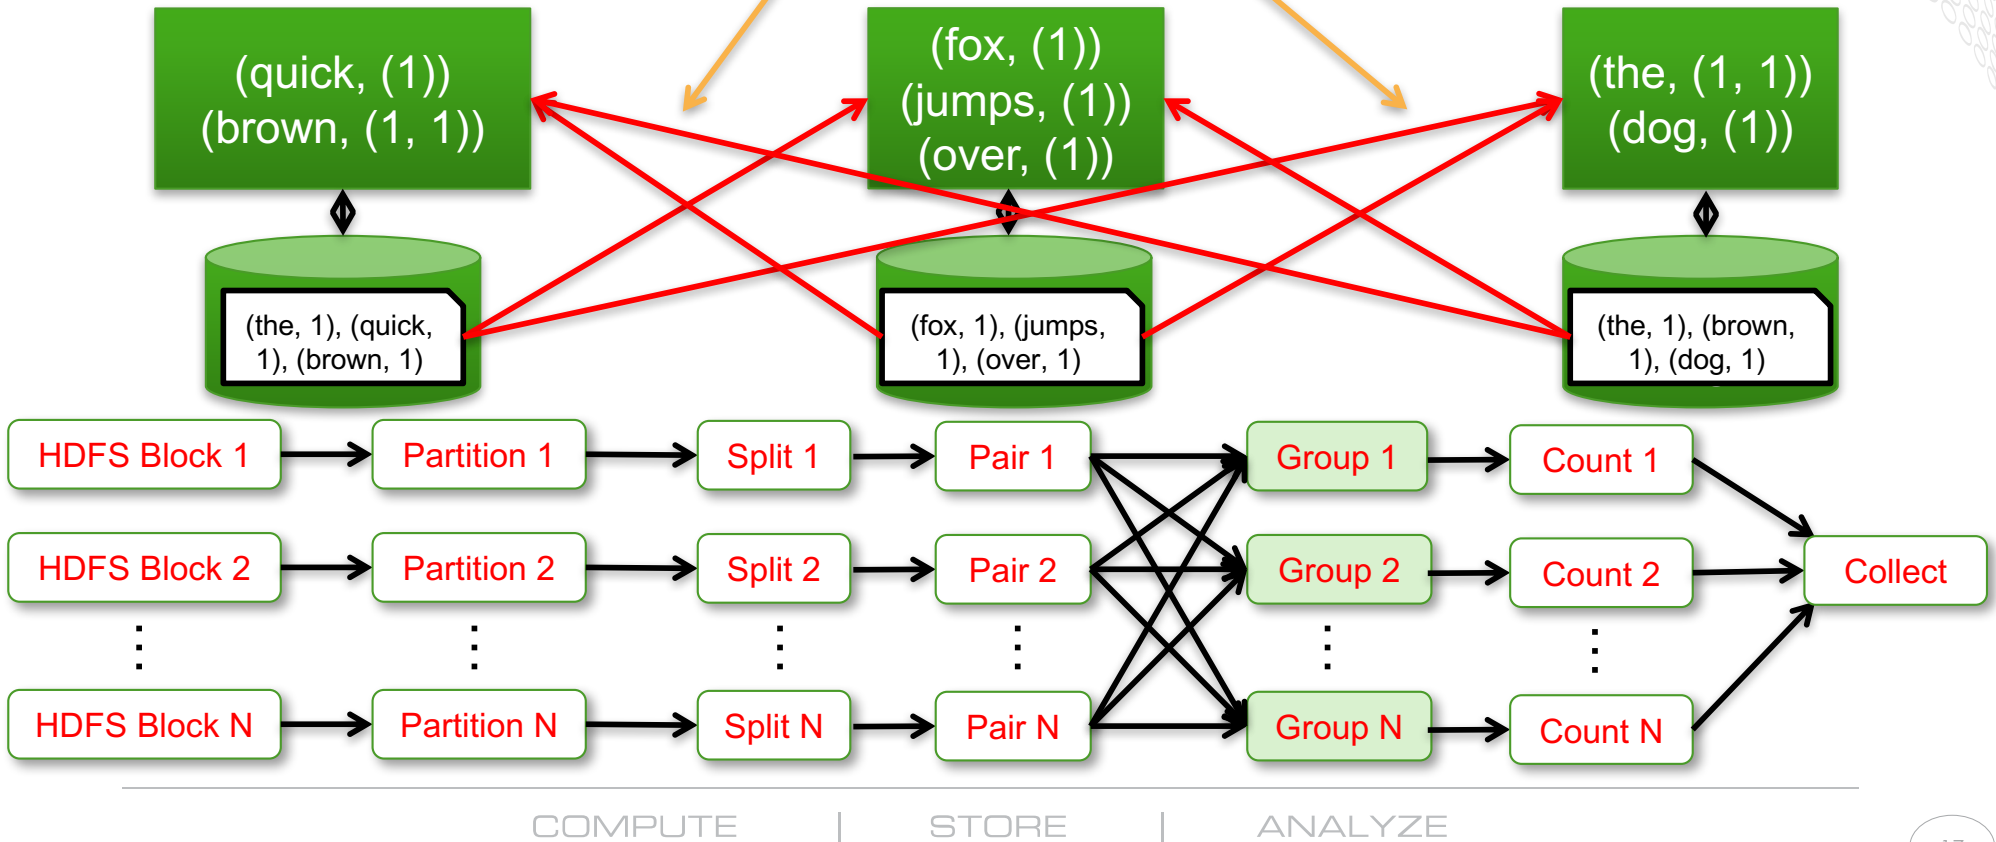 (quick, (1))
(brown, (1, 1))
(fox, (1))
(jumps, (1))
(over, (1))
(the, (1, 1))
(dog, (1))
(the, 1), (quick,
1), (brown, 1)
(fox, 1), (jumps,
1), (over, 1)
(the, 1), (brown,
1), (dog, 1)
HDFS Block 1
Partition 1
Split 1
Pair 1
Group 1
Count 1
HDFS Block 2
Partition 2
Split 2
Pair 2
Group 2
Count 2
Collect
HDFS Block N
Partition N
Split N
Pair N
Group N
Count N
COMPUTE | STORE | ANALYZE